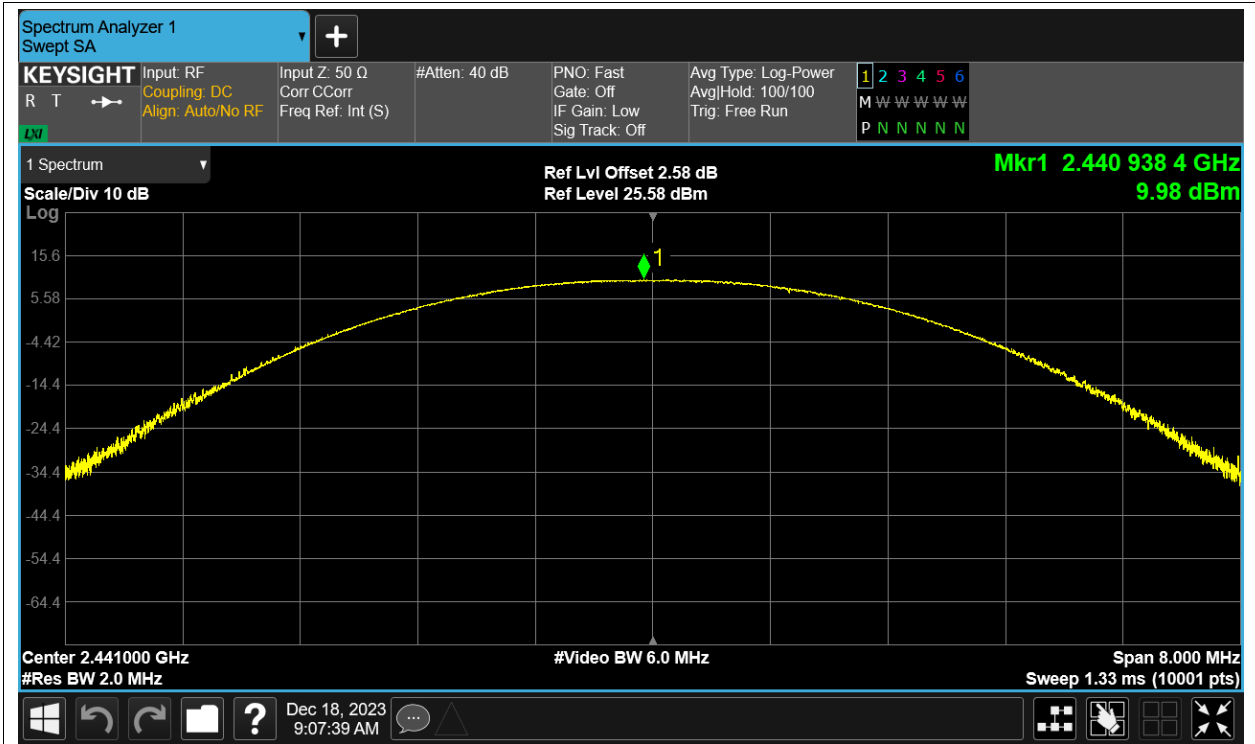 Spectrum Analyzer 1
Swept SA
+
KEYSIGHT
R T
LXI
Input: RF
Coupling: DC
Align: Auto/No RF
Input Z: 50 Ω
Corr CCorr
Freq Ref: Int (S)
#Atten: 40 dB
PNO: Fast
Gate: Off
IF Gain: Low
Sig Track: Off
Avg Type: Log-Power
Avg|Hold: 100/100
Trig: Free Run
1 2 3 4 5 6
M W W W W W W
P N N N N N N
1 Spectrum
Scale/Div 10 dB
Log
Ref Lvl Offset 2.58 dB
Ref Level 25.58 dBm
Mkr1 2.440 938 4 GHz
9.98 dBm
1
15.6
5.58
-4.42
-14.4
-24.4
-34.4
-44.4
-54.4
-64.4
Center 2.441000 GHz
#Res BW 2.0 MHz
#Video BW 6.0 MHz
Span 8.000 MHz
Sweep 1.33 ms (10001 pts)
?
Dec 18, 2023
9:07:39 AM